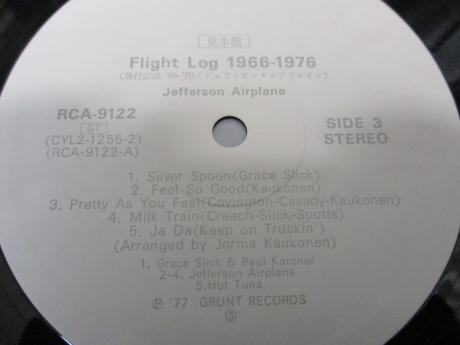 見本盤
Flight Log 1966-1976
(飛行記録 '66-'76/ジェファーソン・エアプレイン)
Jefferson Airplane
RCA-9122
GT
(CYL2-1255-2)
(RCA-9122-A)
SIDE 3
STEREO
1. Silver Spoon(Grace Slick)
2. Feel So Good(Kaukonen)
3. Pretty As You Feel(Covington-Casady-Kaukonen)
4. Milk Train(Creach-Slick-Spotts)
5. Ja Da(Keep on Truckin')
(Arranged by Jorma Kaukonen)
1. Grace Slick & Paul Kantner
2-4. Jefferson Airplane
5.Hot Tuna
℗ '77 GRUNT RECORDS